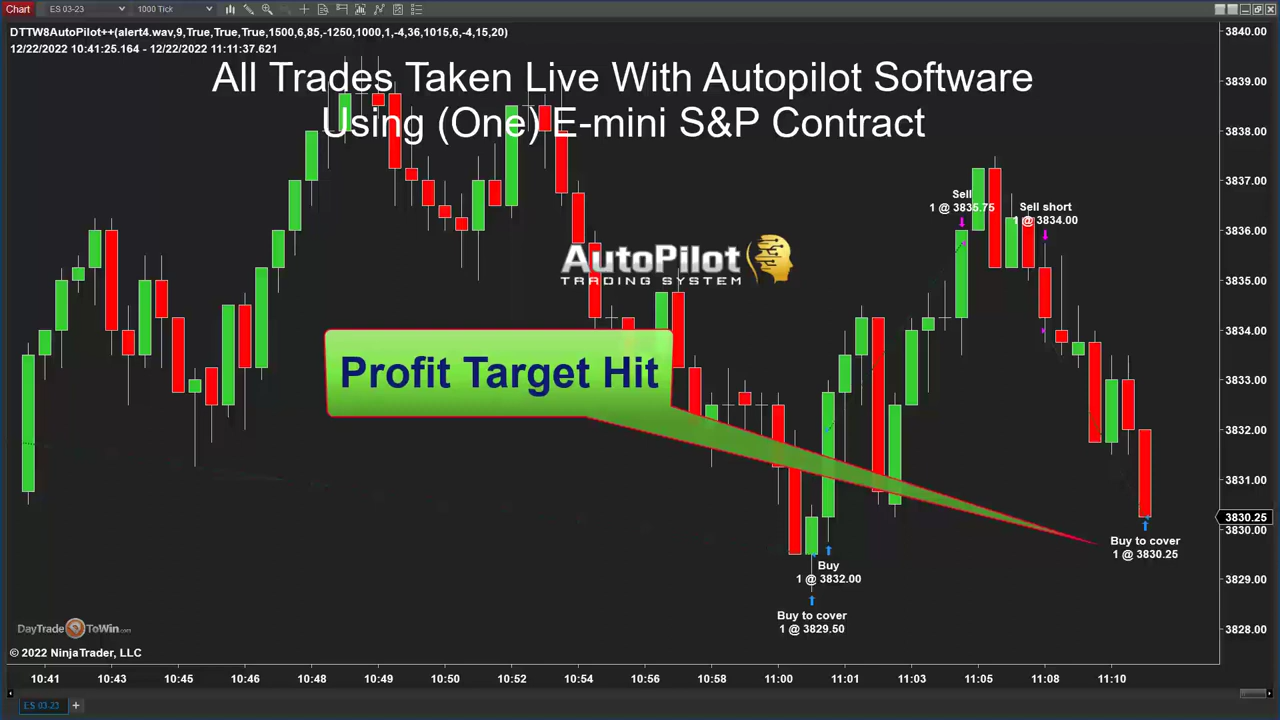 Chart
ES 03-23
1000 Tick
DTTW8AutoPilot++(alert4.wav,9,True,True,True,1500,6,85,-1250,1000,1,-4,36,1015,6,-4,15,20)
12/22/2022 10:41:25.164 - 12/22/2022 11:11:37.621
All Trades Taken Live With Autopilot Software
Using (One) E-mini S&P Contract
Sell
1 @ 3835.75
Sell short
1 @ 3834.00
AutoPilot
TRADING SYSTEM
Profit Target Hit
Buy to cover
1 @ 3830.25
Buy
1 @ 3832.00
Buy to cover
1 @ 3829.50
3840.00
3839.00
3838.00
3837.00
3836.00
3835.00
3834.00
3833.00
3832.00
3831.00
3830.25
3830.00
3829.00
3828.00
DayTradeToWin.com
© 2022 NinjaTrader, LLC
10:41 10:43 10:45 10:46 10:48 10:49 10:51 10:52 10:54 10:56 10:58 11:00 11:01 11:03 11:05 11:08 11:10
ES 03-23 +